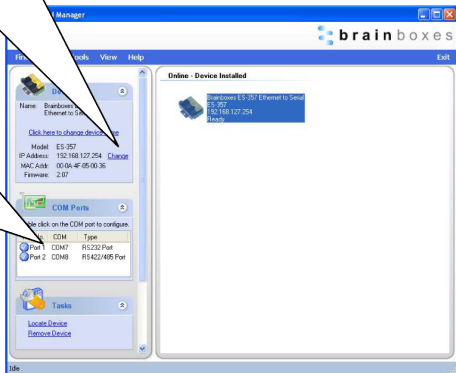 Manager
brainboxes
Tools View Help
Exit
Name: Brainboxes
Ethernet to Se
Click here to change device name
Model: ES-357
IP Address: 192.168.127.254 Change
MAC Addr: 00-0A-4F-05-00-36
Firmware: 2.07
COM Ports
click on the COM port to configure.
COM Type
Port 1 COM7 RS232 Port
Port 2 COM8 RS422/485 Port
Tasks
Locate Device
Remove Device
Online - Device Installed
Brainboxes ES-357 Ethernet to Serial
ES-357
192.168.127.254
Ready
Idle